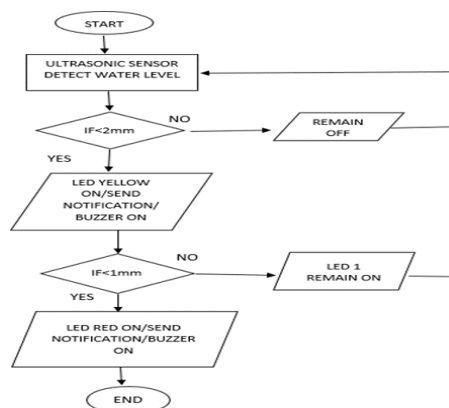 START
ULTRASONIC SENSOR
DETECT WATER LEVEL
IF<2mm
NO
REMAIN
OFF
YES
LED YELLOW
ON/SEND
NOTIFICATION/
BUZZER ON
IF<1mm
NO
LED 1
REMAIN ON
YES
LED RED ON/SEND
NOTIFICATION/BUZZER
ON
END